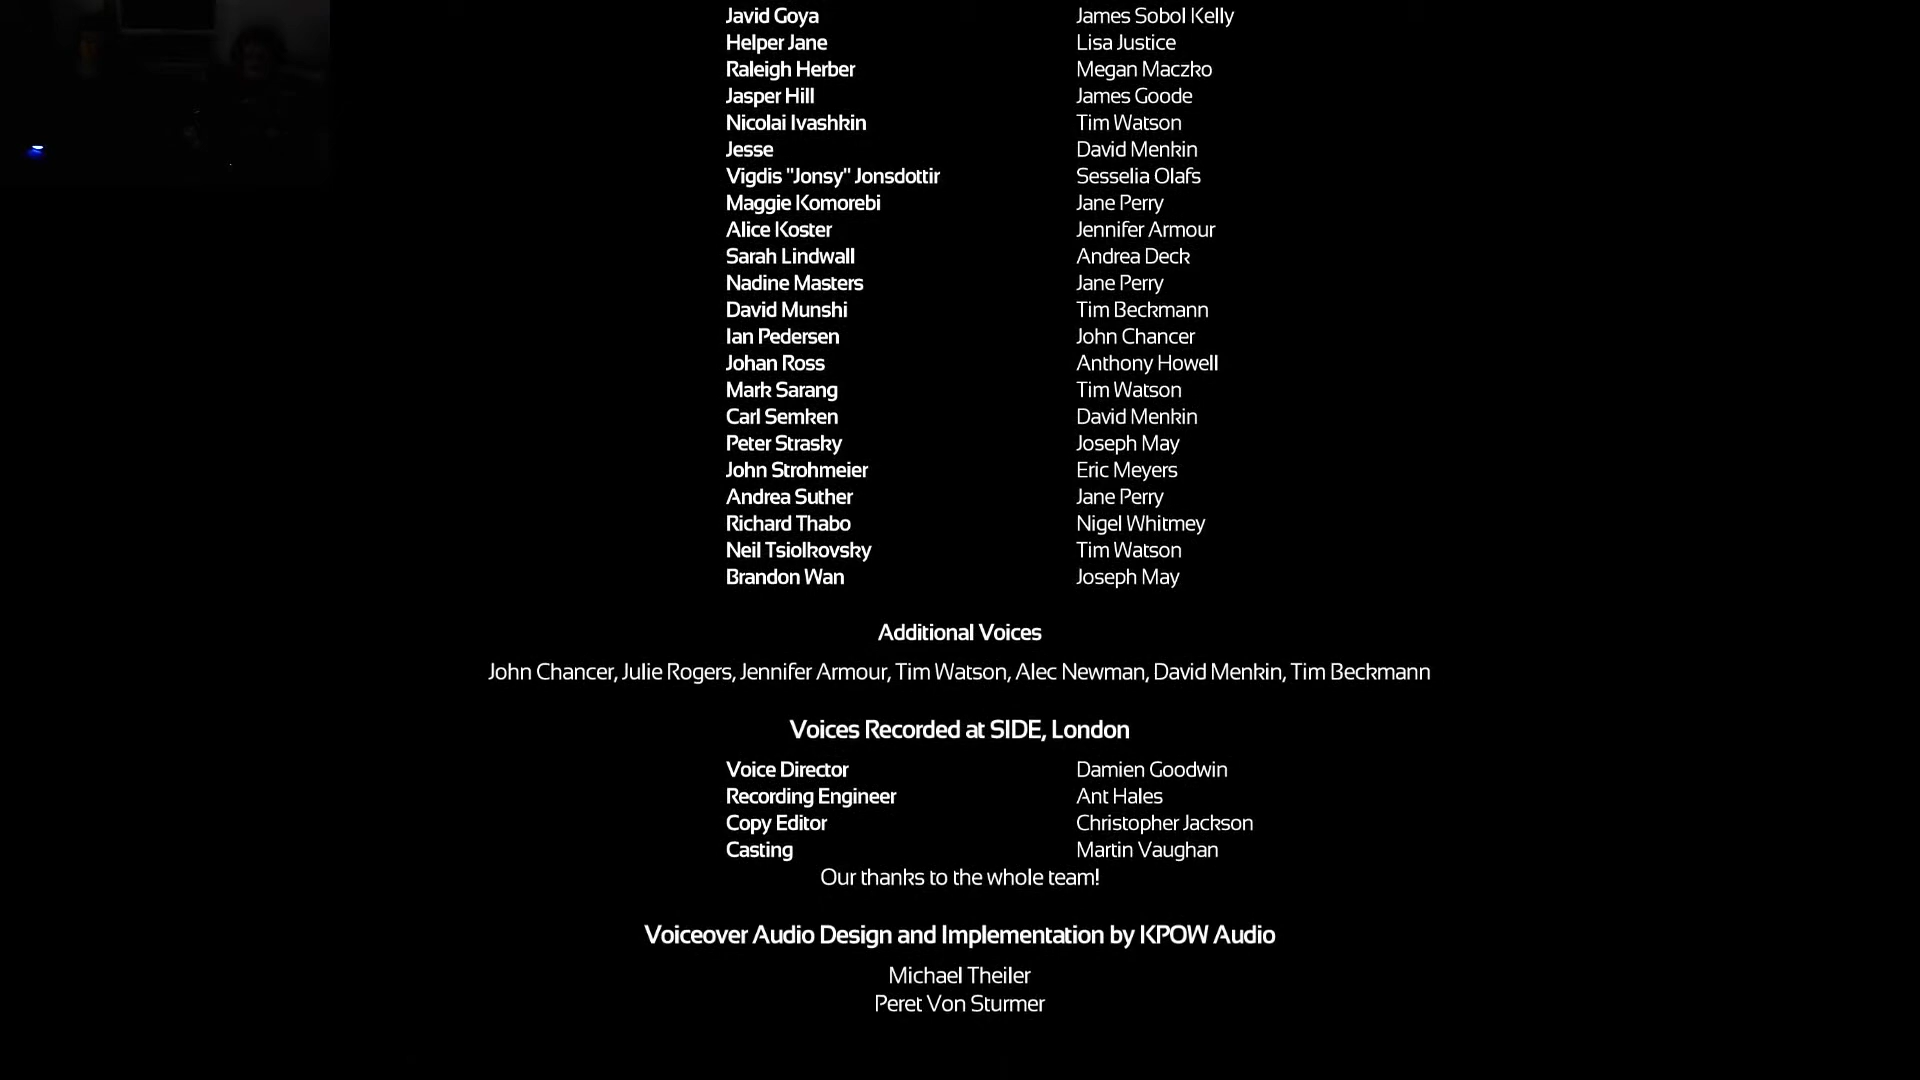 Javid Goya James Sobol Kelly
Helper Jane Lisa Justice
Raleigh Herber Megan Maczko
Jasper Hill James Goode
Nicolai Ivashkin Tim Watson
Jesse David Menkin
Vigdis "Jonsy" Jonsdottir Sesselia Olafs
Maggie Komorebi Jane Perry
Alice Koster Jennifer Armour
Sarah Lindwall Andrea Deck
Nadine Masters Jane Perry
David Munshi Tim Beckmann
Ian Pedersen John Chancer
Johan Ross Anthony Howell
Mark Sarang Tim Watson
Carl Semken David Menkin
Peter Strasky Joseph May
John Strohmeier Eric Meyers
Andrea Suther Jane Perry
Richard Thabo Nigel Whitmey
Neil Tsiolkovsky Tim Watson
Brandon Wan Joseph May
Additional Voices
John Chancer, Julie Rogers, Jennifer Armour, Tim Watson, Alec Newman, David Menkin, Tim Beckmann
Voices Recorded at SIDE, London
Voice Director Damien Goodwin
Recording Engineer Ant Hales
Copy Editor Christopher Jackson
Casting Martin Vaughan
Our thanks to the whole team!
Voiceover Audio Design and Implementation by KPOW Audio
Michael Theiler
Peret Von Sturmer